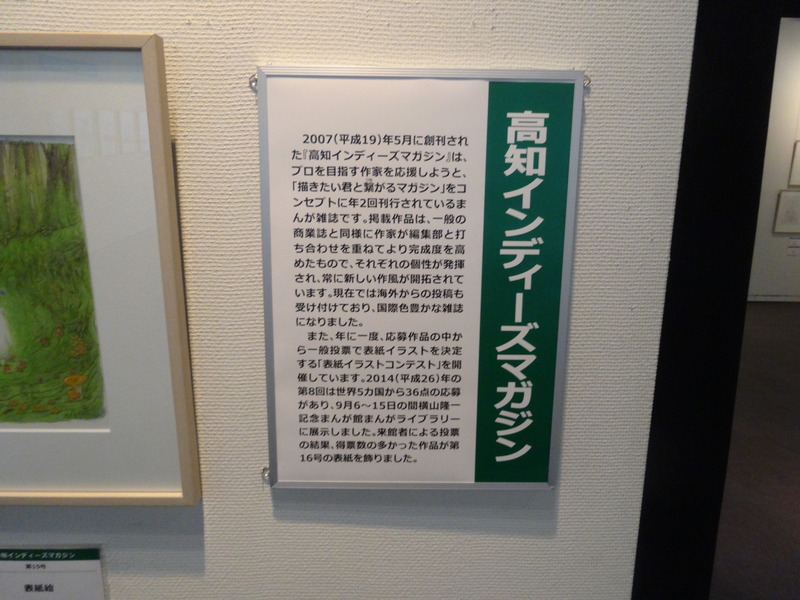 高知インディーズマガジン
2007(平成19)年5月に創刊され
た『高知インディーズマガジン』は、
プロを目指す作家を応援しようと、
「描きたい君と繋がるマガジン」をコ
ンセプトに年2回刊行されているま
んが雑誌です。掲載作品は、一般の
商業誌と同様に作家が編集部と打
ち合わせを重ねてより完成度を高
めたもので、それぞれの個性が発揮
され、常に新しい作風が開拓されて
います。現在では海外からの投稿も
受け付けており、国際色豊かな雑誌
になりました。
また、年に一度、応募作品の中か
ら一般投票で表紙イラストを決定
する「表紙イラストコンテスト」を開
催しています。2014(平成26)年の
第8回は世界5カ国から36点の応募
があり、9月6~15日の間横山隆一
記念まんが館まんがライブラリー
に展示しました。来館者による投票
の結果、得票数の多かった作品が第
16号の表紙を飾りました。
知インディーズマガジン
第15号
表紙絵